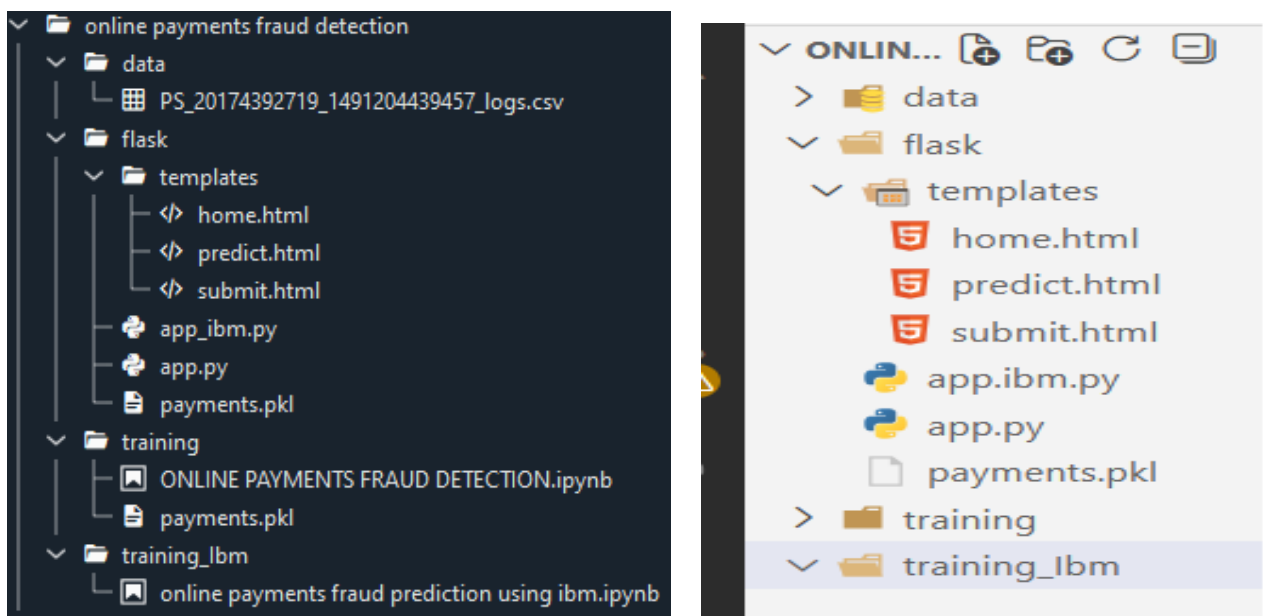 online payments fraud detection
data
PS_20174392719_1491204439457_logs.csv
flask
templates
home.html
predict.html
submit.html
app_ibm.py
app.py
payments.pkl
training
ONLINE PAYMENTS FRAUD DETECTION.ipynb
payments.pkl
training_Ibm
online payments fraud prediction using ibm.ipynb
ONLIN...
data
flask
templates
home.html
predict.html
submit.html
app.ibm.py
app.py
payments.pkl
training
training_Ibm